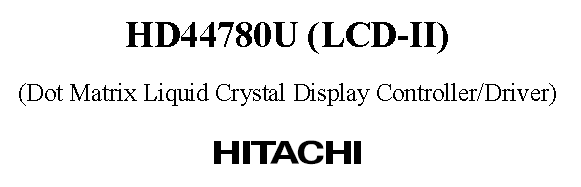 HD44780U (LCD-II)
(Dot Matrix Liquid Crystal Display Controller/Driver)
HITACHI